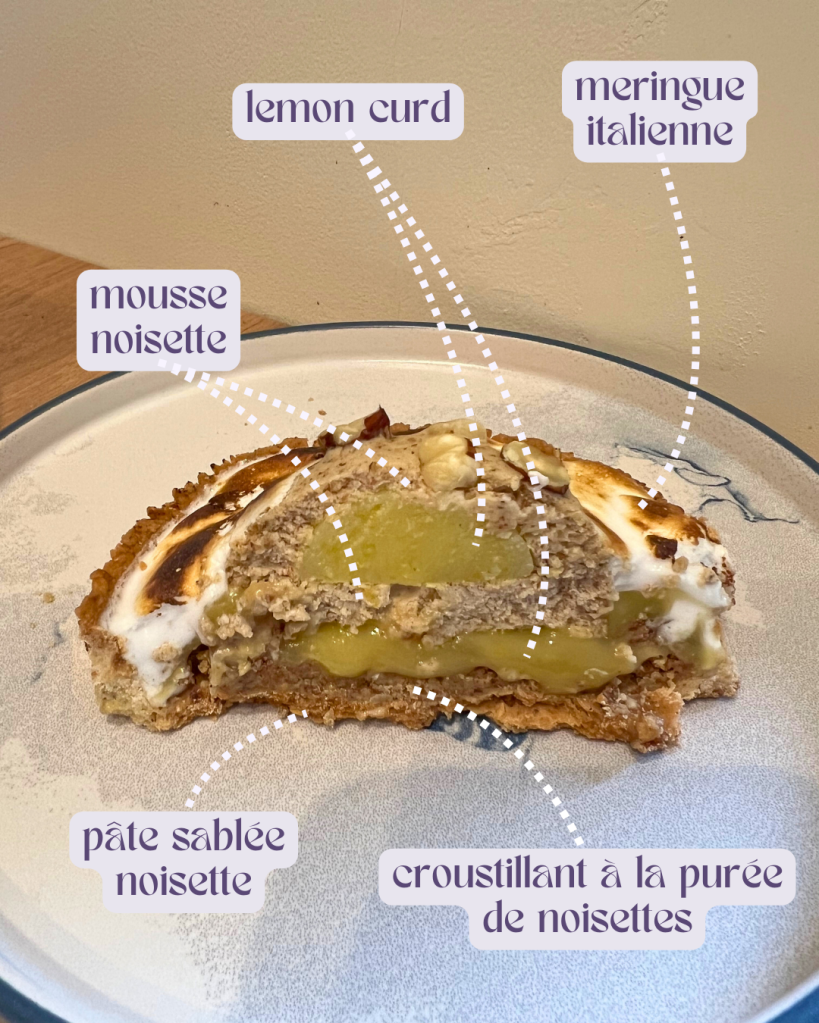 lemon curd
meringue
italienne
mousse
noisette
pâte sablée
noisette
croustillant à la purée
de noisettes